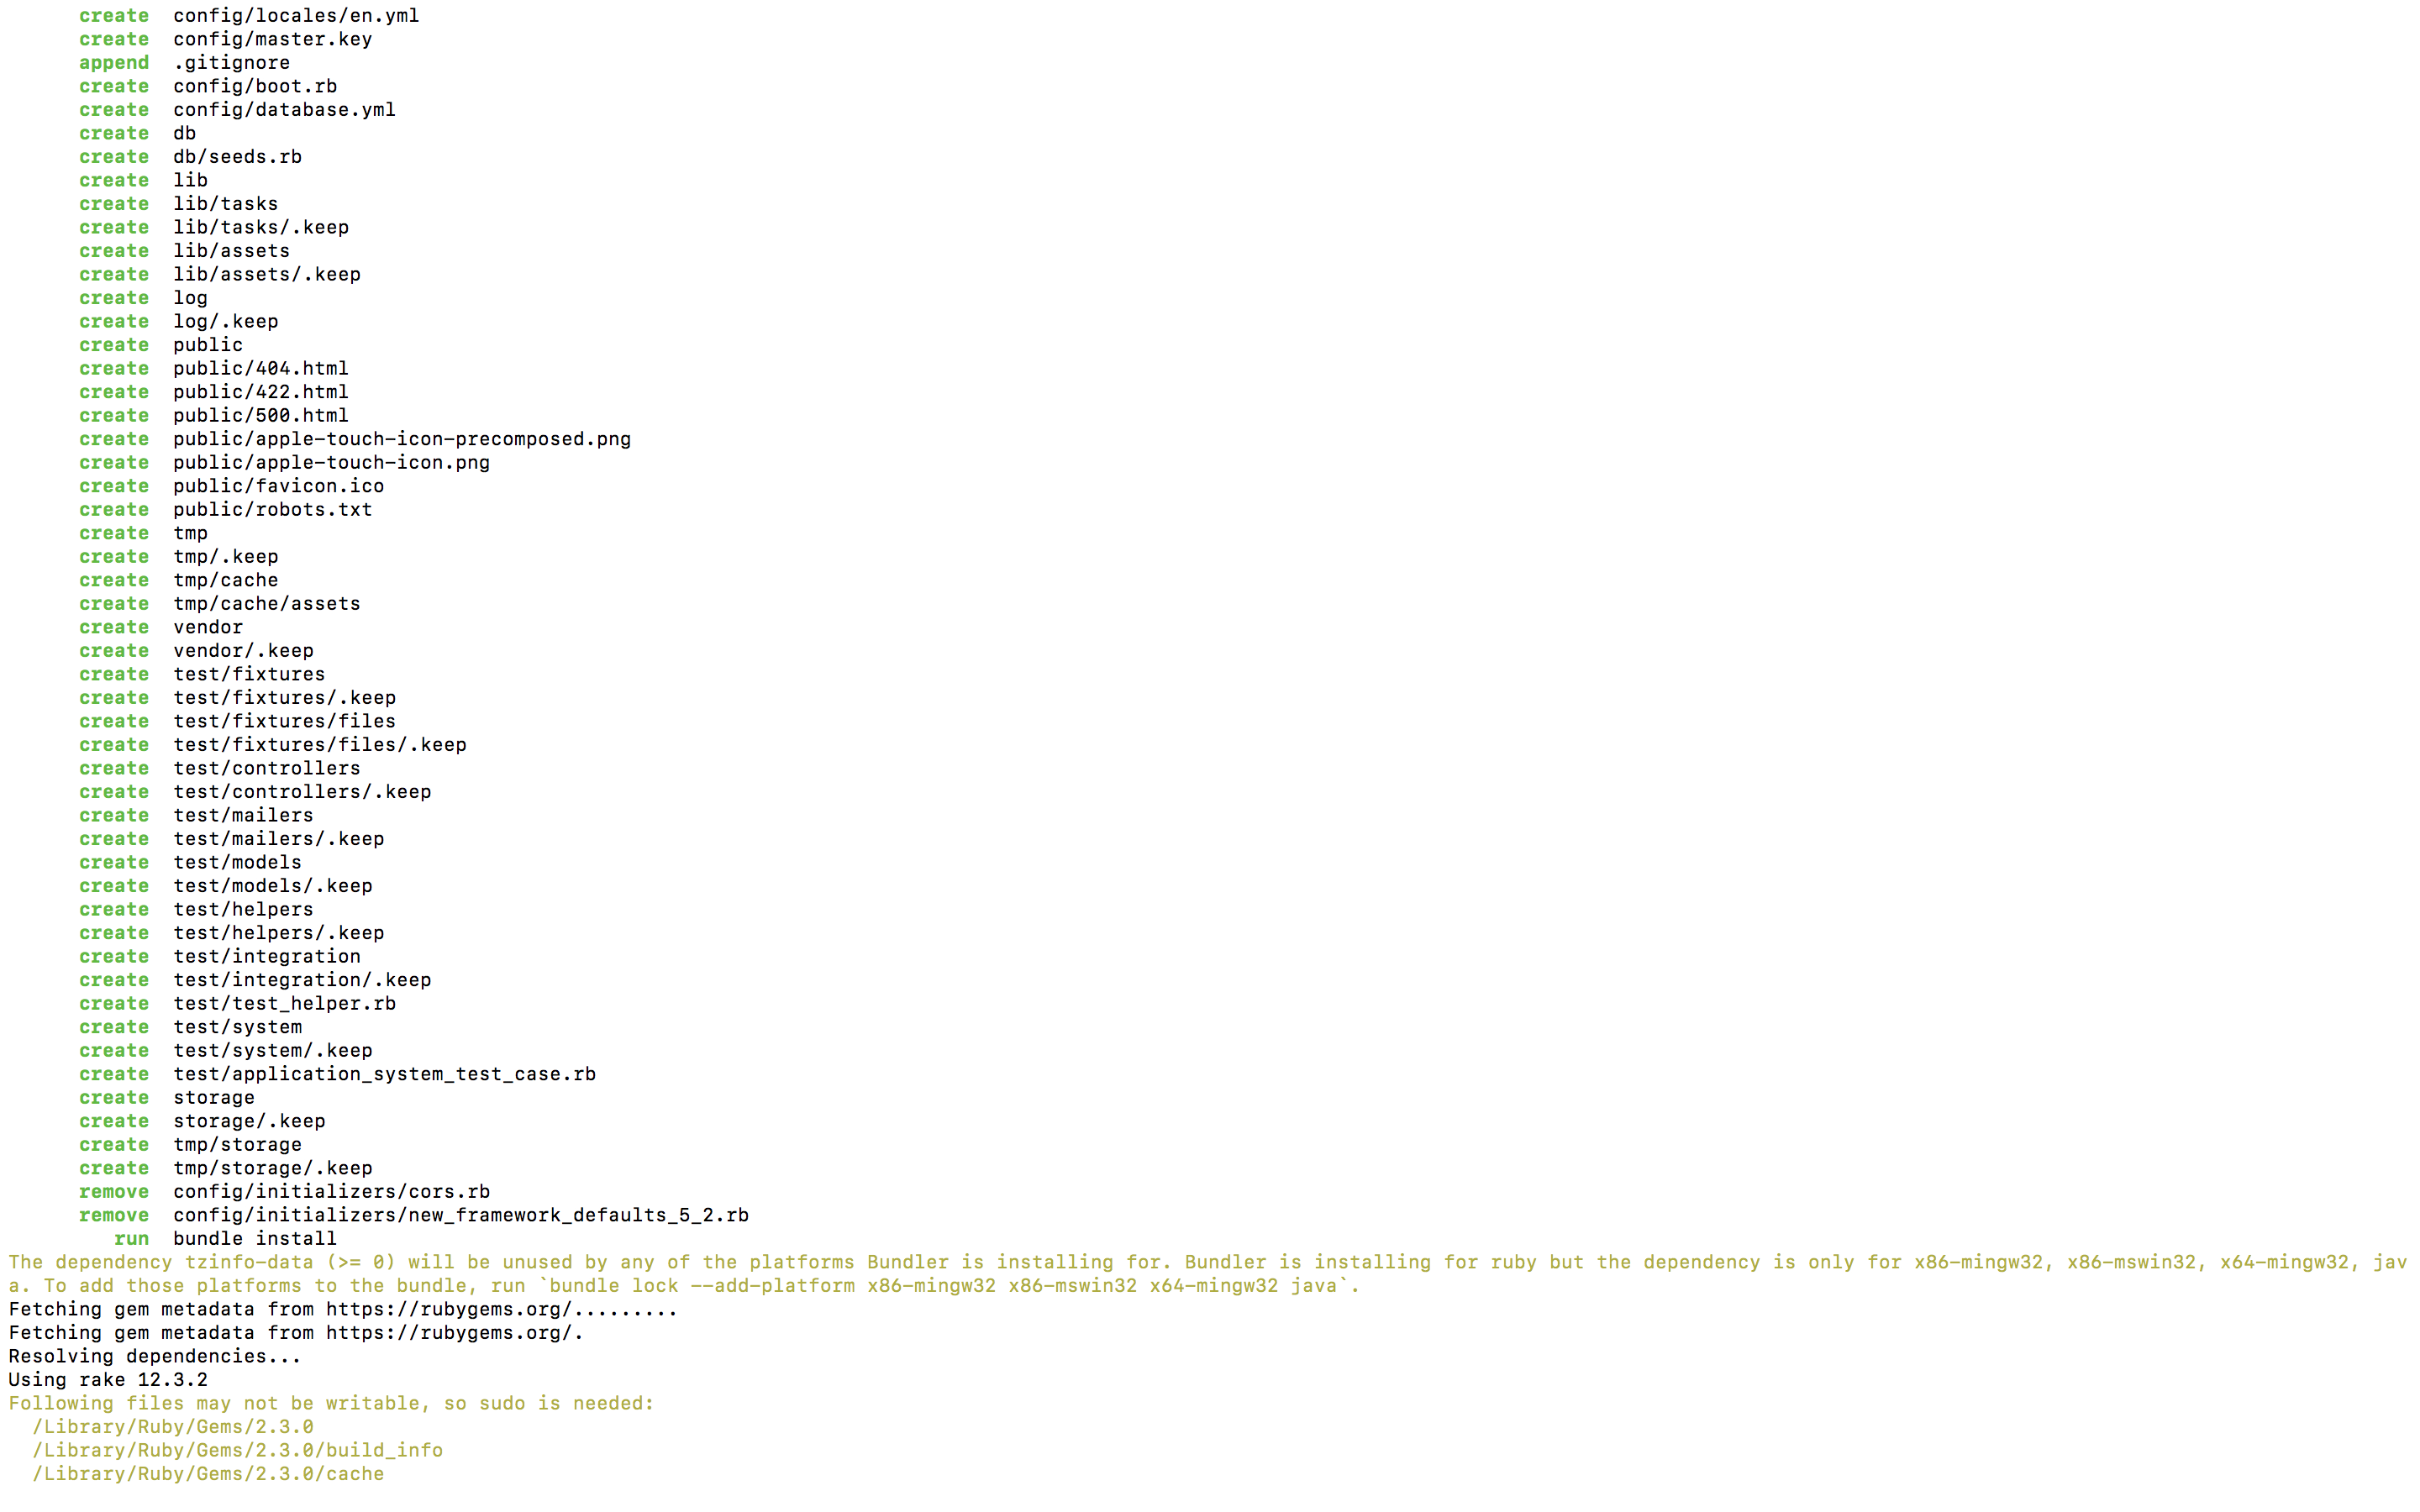 create  config/locales/en.yml
create  config/master.key
append  .gitignore
create  config/boot.rb
create  config/database.yml
create  db
create  db/seeds.rb
create  lib
create  lib/tasks
create  lib/tasks/.keep
create  lib/assets
create  lib/assets/.keep
create  log
create  log/.keep
create  public
create  public/404.html
create  public/422.html
create  public/500.html
create  public/apple-touch-icon-precomposed.png
create  public/apple-touch-icon.png
create  public/favicon.ico
create  public/robots.txt
create  tmp
create  tmp/.keep
create  tmp/cache
create  tmp/cache/assets
create  vendor
create  vendor/.keep
create  test/fixtures
create  test/fixtures/.keep
create  test/fixtures/files
create  test/fixtures/files/.keep
create  test/controllers
create  test/controllers/.keep
create  test/mailers
create  test/mailers/.keep
create  test/models
create  test/models/.keep
create  test/helpers
create  test/helpers/.keep
create  test/integration
create  test/integration/.keep
create  test/test_helper.rb
create  test/system
create  test/system/.keep
create  test/application_system_test_case.rb
create  storage
create  storage/.keep
create  tmp/storage
create  tmp/storage/.keep
remove  config/initializers/cors.rb
remove  config/initializers/new_framework_defaults_5_2.rb
run  bundle install
The dependency tzinfo-data (>= 0) will be unused by any of the platforms Bundler is installing for. Bundler is installing for ruby but the dependency is only for x86-mingw32, x86-mswin32, x64-mingw32, jav
a. To add those platforms to the bundle, run `bundle lock --add-platform x86-mingw32 x86-mswin32 x64-mingw32 java`.
Fetching gem metadata from https://rubygems.org/.........
Fetching gem metadata from https://rubygems.org/.
Resolving dependencies...
Using rake 12.3.2
Following files may not be writable, so sudo is needed:
/Library/Ruby/Gems/2.3.0
/Library/Ruby/Gems/2.3.0/build_info
/Library/Ruby/Gems/2.3.0/cache